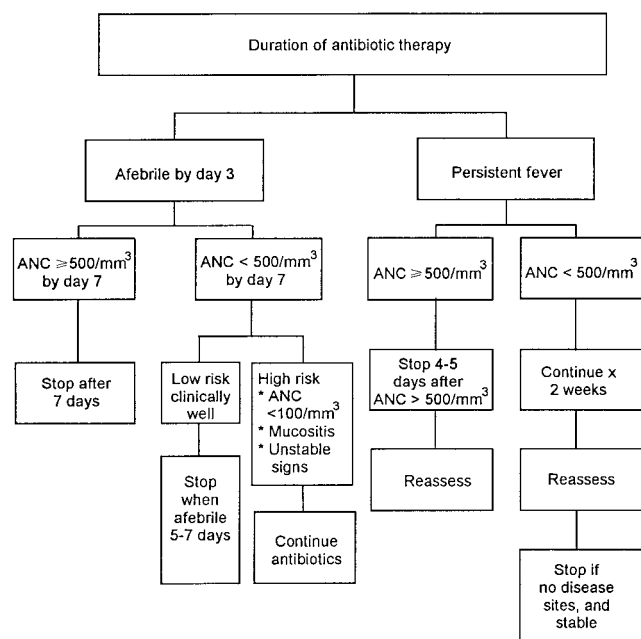 Duration of antibiotic therapy
Afebrile by day 3
Persistent fever
ANC ⩾500/mm³
by day 7
ANC < 500/mm³
by day 7
ANC ⩾500/mm³
ANC < 500/mm³
Stop after
7 days
Low risk
clinically
well
High risk
* ANC
<100/mm³
* Mucositis
* Unstable
signs
Stop 4-5
days after
ANC > 500/mm³
Continue x
2 weeks
Stop
when
afebrile
5-7 days
Continue
antibiotics
Reassess
Reassess
Stop if
no disease
sites, and
stable